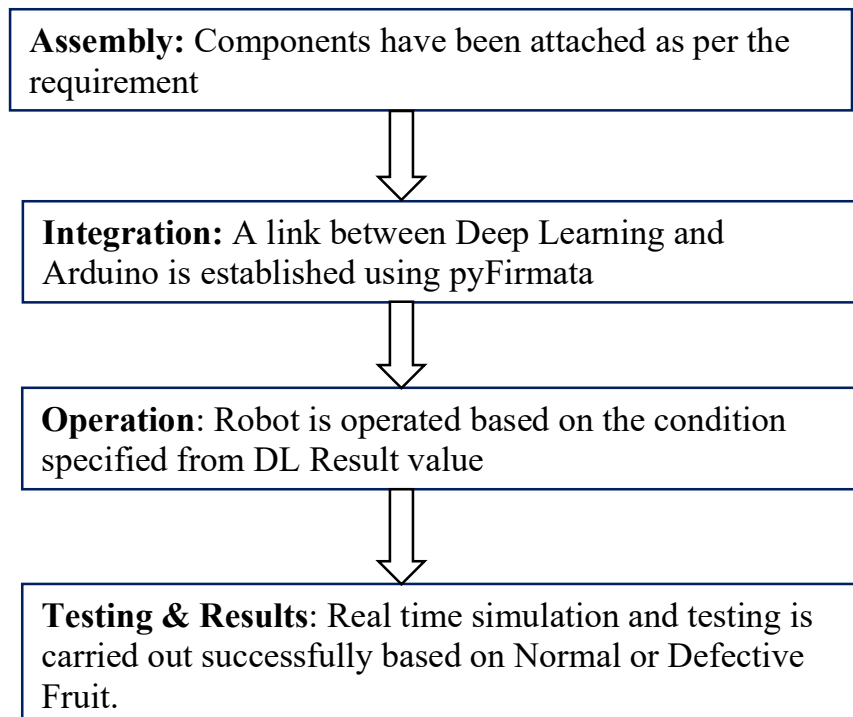 Assembly: Components have been attached as per the
requirement
Integration: A link between Deep Learning and
Arduino is established using pyFirmata
Operation: Robot is operated based on the condition
specified from DL Result value
Testing & Results: Real time simulation and testing is
carried out successfully based on Normal or Defective
Fruit.